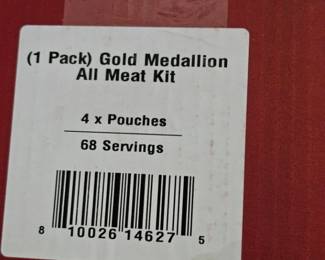 (1 Pack) Gold Medallion
All Meat Kit
4 x Pouches
68 Servings
8 10026 14627 5